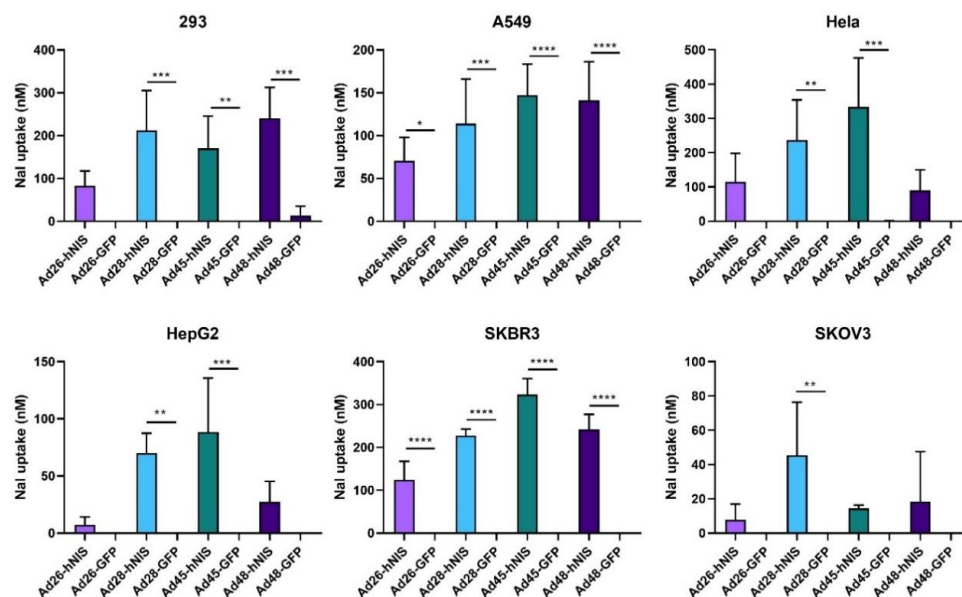 293
NaI uptake (nM)
400
300
200
100
0
***
**
***
Ad26-hNIS
Ad26-GFP
Ad28-hNIS
Ad28-GFP
Ad45-hNIS
Ad45-GFP
Ad48-hNIS
Ad48-GFP
A549
NaI uptake (nM)
200
150
100
50
0
*
***
****
****
Ad26-hNIS
Ad26-GFP
Ad28-hNIS
Ad28-GFP
Ad45-hNIS
Ad45-GFP
Ad48-hNIS
Ad48-GFP
Hela
NaI uptake (nM)
500
400
300
200
100
0
**
***
Ad26-hNIS
Ad26-GFP
Ad28-hNIS
Ad28-GFP
Ad45-hNIS
Ad45-GFP
Ad48-hNIS
Ad48-GFP
HepG2
NaI uptake (nM)
150
100
50
0
**
***
Ad26-hNIS
Ad26-GFP
Ad28-hNIS
Ad28-GFP
Ad45-hNIS
Ad45-GFP
Ad48-hNIS
Ad48-GFP
SKBR3
NaI uptake (nM)
400
300
200
100
0
****
****
****
****
Ad26-hNIS
Ad26-GFP
Ad28-hNIS
Ad28-GFP
Ad45-hNIS
Ad45-GFP
Ad48-hNIS
Ad48-GFP
SKOV3
NaI uptake (nM)
100
80
60
40
20
0
**
Ad26-hNIS
Ad26-GFP
Ad28-hNIS
Ad28-GFP
Ad45-hNIS
Ad45-GFP
Ad48-hNIS
Ad48-GFP